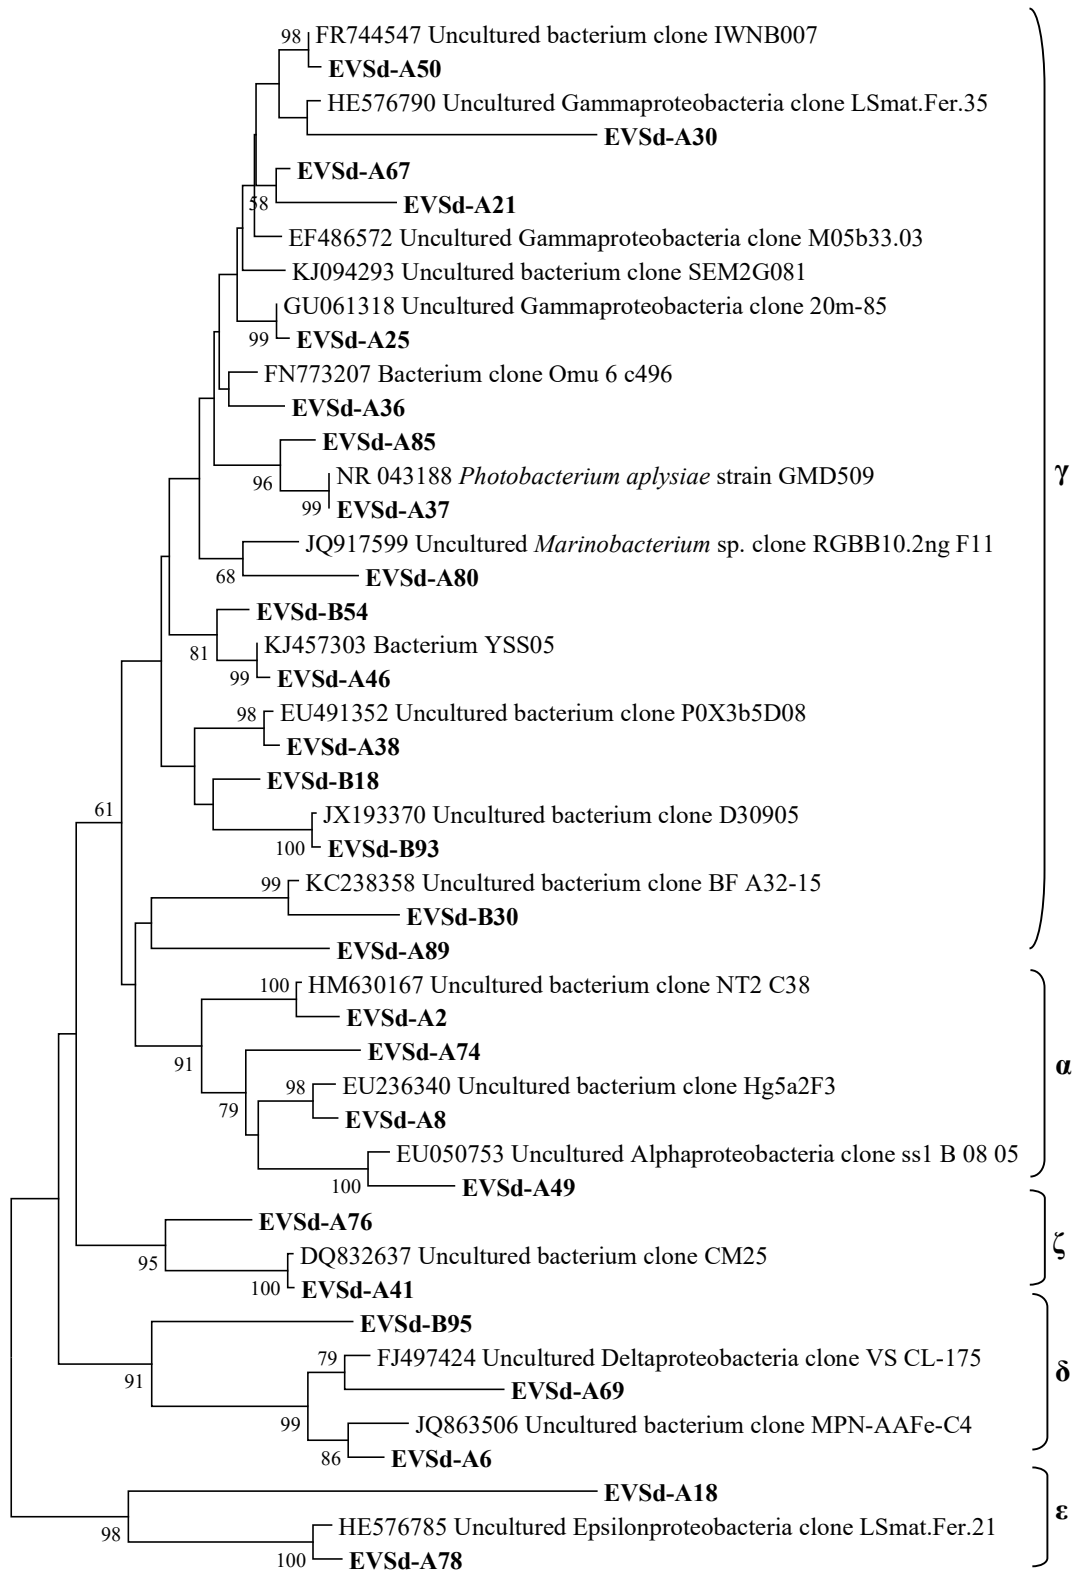 98 FR744547 Uncultured bacterium clone IWNB007
EVSd-A50
HE576790 Uncultured Gammaproteobacteria clone LSmat.Fer.35
EVSd-A30
EVSd-A67
58 EVSd-A21
EF486572 Uncultured Gammaproteobacteria clone M05b33.03
KJ094293 Uncultured bacterium clone SEM2G081
GU061318 Uncultured Gammaproteobacteria clone 20m-85
99 EVSd-A25
FN773207 Bacterium clone Omu 6 c496
EVSd-A36
EVSd-A85
96 NR 043188 Photobacterium aplysiae strain GMD509
γ
99 EVSd-A37
JQ917599 Uncultured Marinobacterium sp. clone RGBB10.2ng F11
68 EVSd-A80
EVSd-B54
81 KJ457303 Bacterium YSS05
99 EVSd-A46
98 EU491352 Uncultured bacterium clone P0X3b5D08
EVSd-A38
EVSd-B18
61 JX193370 Uncultured bacterium clone D30905
100 EVSd-B93
99 KC238358 Uncultured bacterium clone BF A32-15
EVSd-B30
EVSd-A89
100 HM630167 Uncultured bacterium clone NT2 C38
EVSd-A2
91 EVSd-A74
α
98 EU236340 Uncultured bacterium clone Hg5a2F3
79 EVSd-A8
EU050753 Uncultured Alphaproteobacteria clone ss1 B 08 05
100 EVSd-A49
EVSd-A76
ζ
95 DQ832637 Uncultured bacterium clone CM25
100 EVSd-A41
EVSd-B95
79 FJ497424 Uncultured Deltaproteobacteria clone VS CL-175
δ
91 EVSd-A69
99 JQ863506 Uncultured bacterium clone MPN-AAFe-C4
86 EVSd-A6
EVSd-A18
ε
98 HE576785 Uncultured Epsilonproteobacteria clone LSmat.Fer.21
100 EVSd-A78